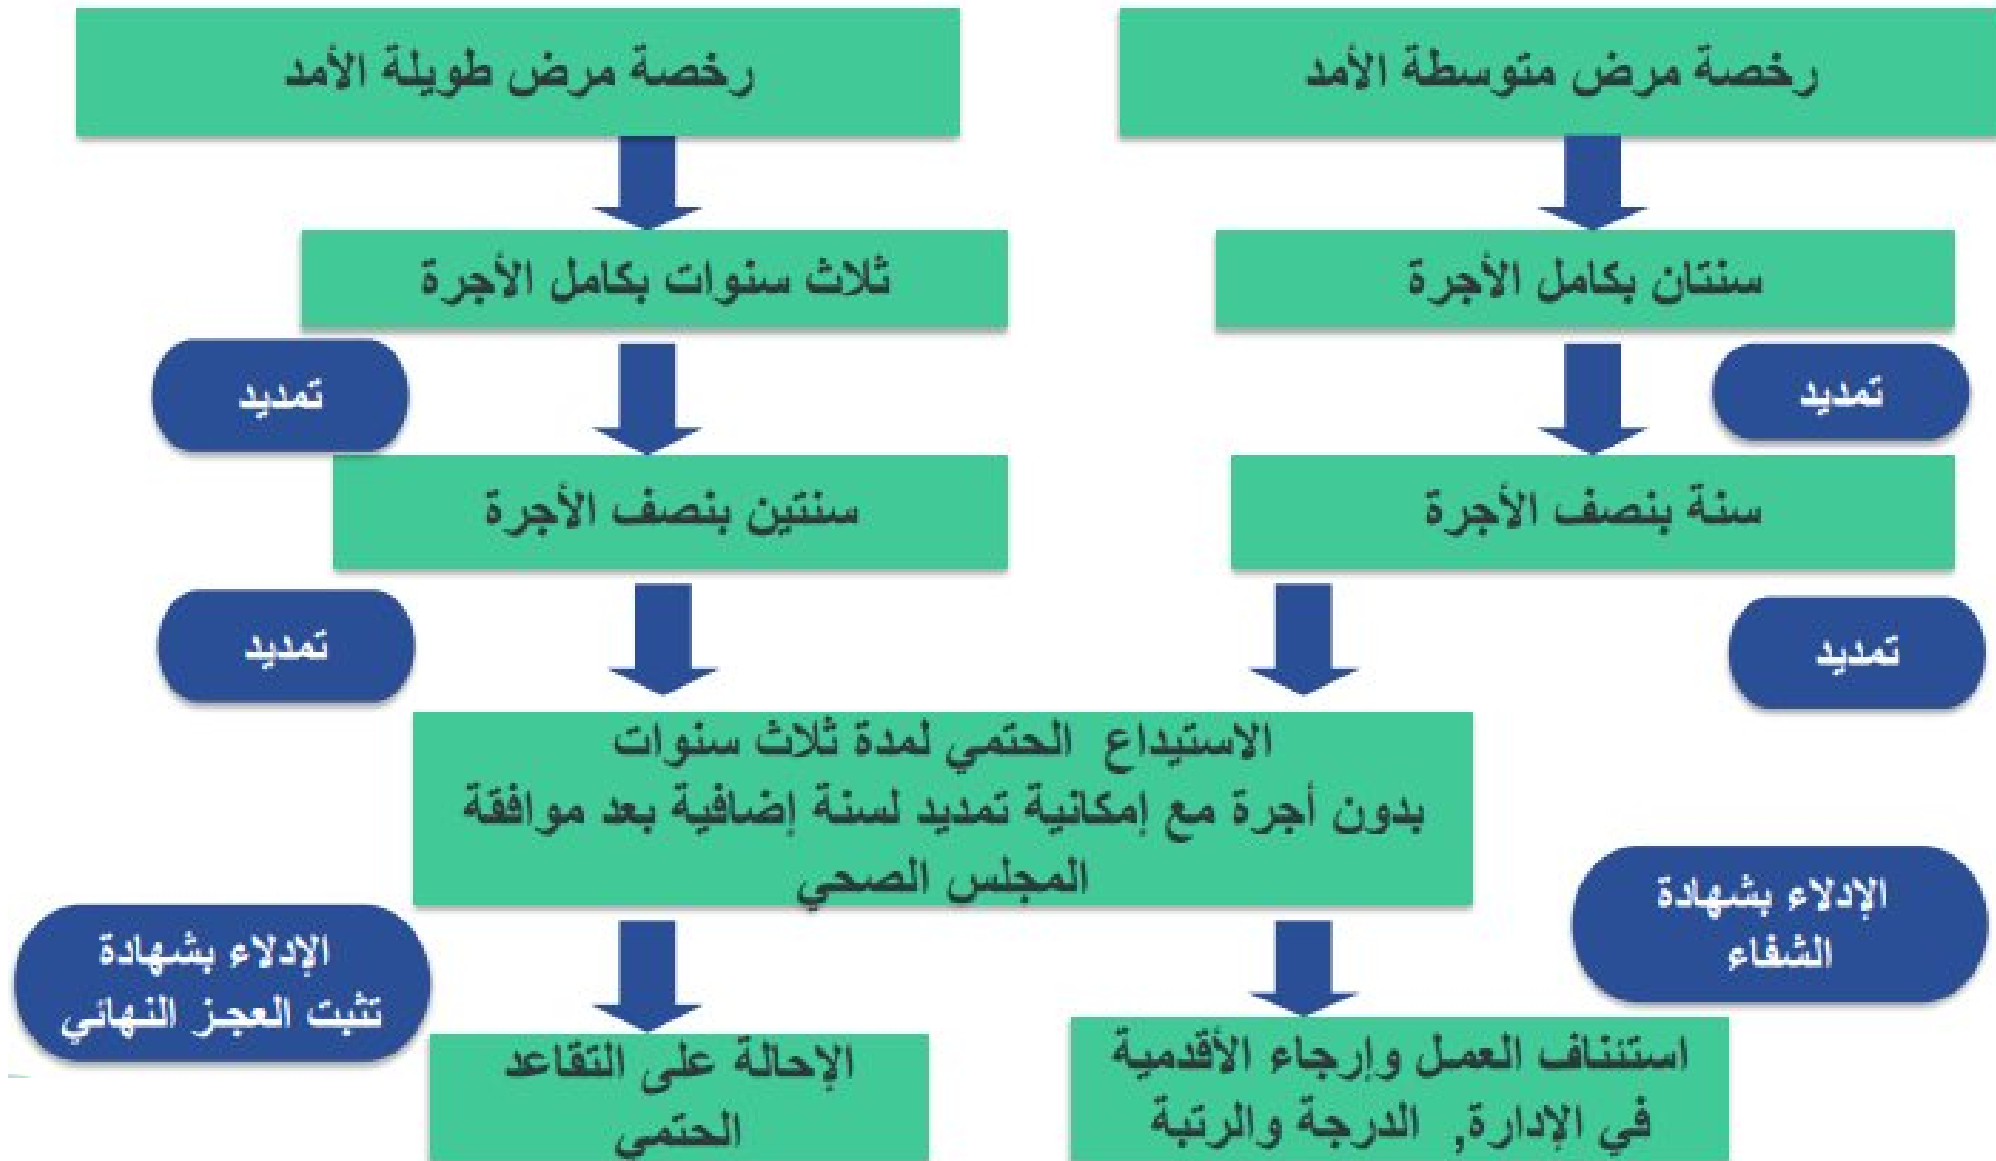 رخصة مرض متوسطة الأمد
رخصة مرض طويلة الأمد
سنتان بكامل الأجرة
ثلاث سنوات بكامل الأجرة
تمديد
تمديد
سنة بنصف الأجرة
سنتين بنصف الأجرة
تمديد
تمديد
الاستيداع الحتمي لمدة ثلاث سنوات
بدون أجرة مع إمكانية تمديد لسنة إضافية بعد موافقة
المجلس الصحي
الإدلاء بشهادة
الشفاء
الإدلاء بشهادة
تثبت العجز النهائي
استئناف العمل وإرجاء الأقدمية
في الإدارة, الدرجة والرتبة
الإحالة على التقاعد
الحتمي